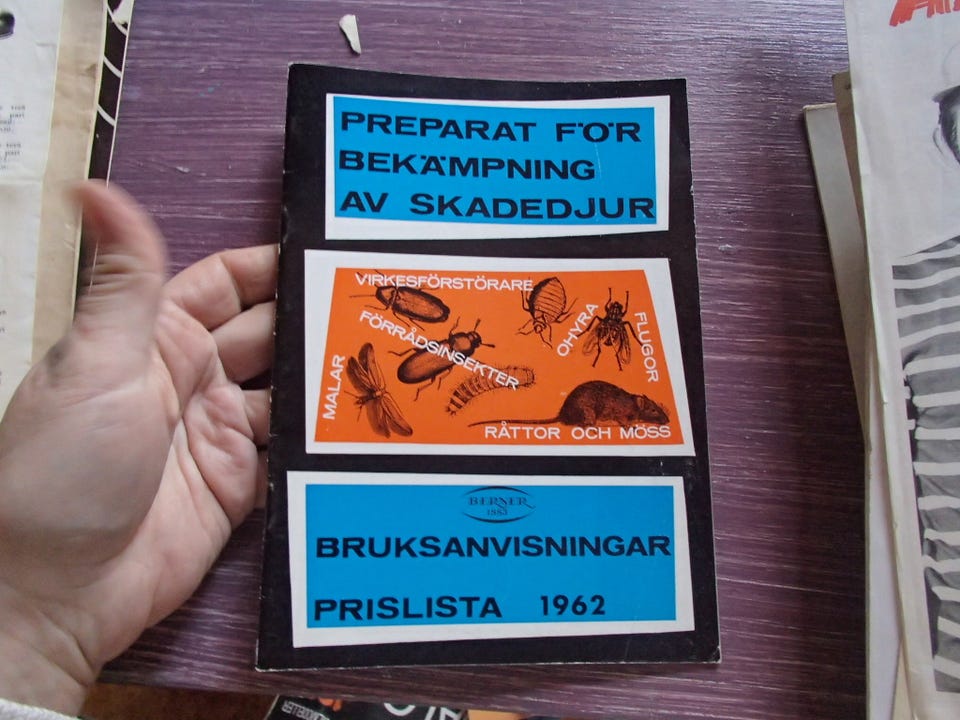 PREPARAT FÖR
BEKÄMPNING
AV SKADEDJUR
VIRKESFÖRSTÖRARE
FÖRRÅDSINSEKTER
OHYRA
FLUGOR
MALAR
RÅTTOR OCH MÖSS
BERNER
1883
BRUKSANVISNINGAR
PRISLISTA 1962